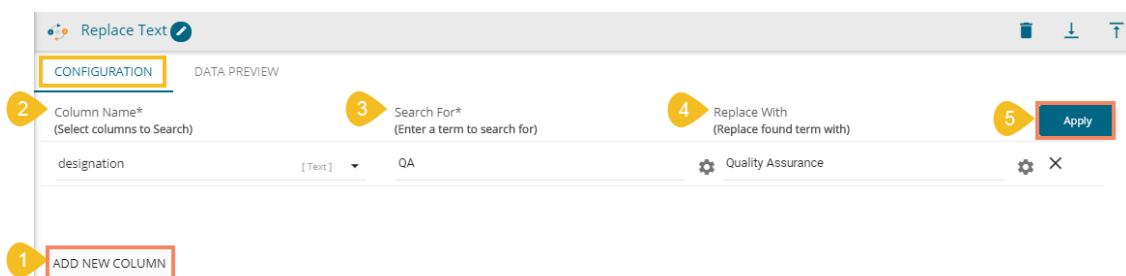 Replace Text
CONFIGURATION DATA PREVIEW
2 Column Name* 3 Search For* 4 Replace With 5 Apply
(Select columns to Search) (Enter a term to search for) (Replace found term with)
designation [Text] QA Quality Assurance
1 ADD NEW COLUMN